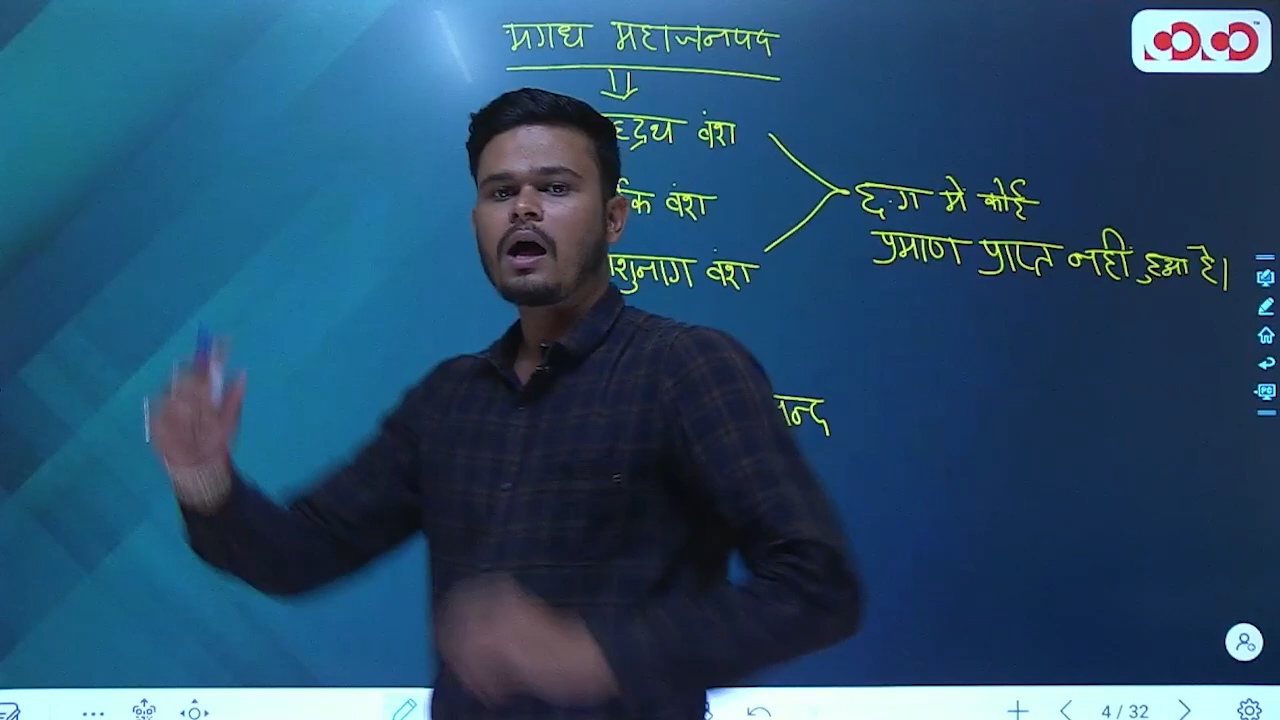 मगध महाजनपद
वंश
वंश
वंश
छ.ग में कोई
प्रमाण प्राप्त नहीं हुआ है।
4 / 32